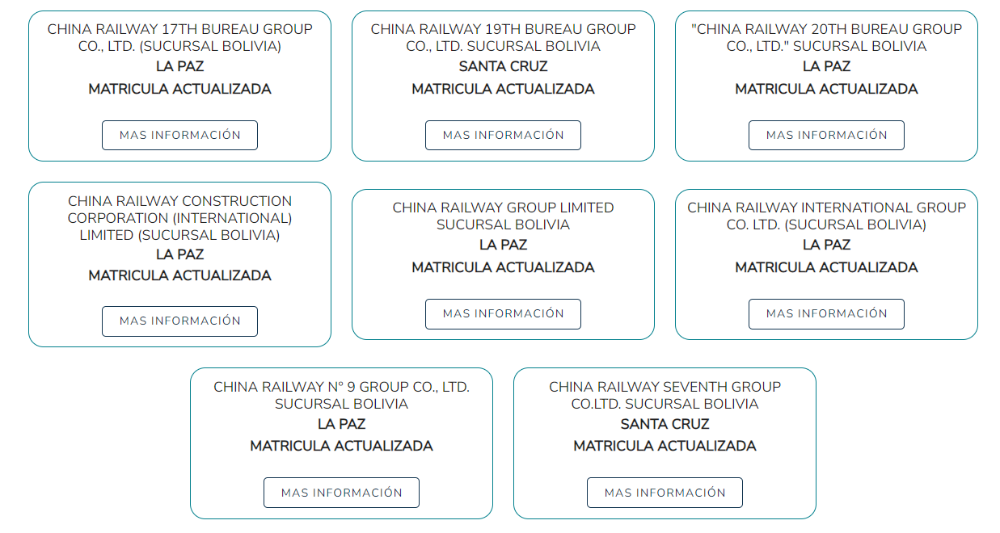 CHINA RAILWAY 17TH BUREAU GROUP
CO., LTD. (SUCURSAL BOLIVIA)
LA PAZ
MATRICULA ACTUALIZADA
MAS INFORMACIÓN
CHINA RAILWAY 19TH BUREAU GROUP
CO., LTD. SUCURSAL BOLIVIA
SANTA CRUZ
MATRICULA ACTUALIZADA
MAS INFORMACIÓN
"CHINA RAILWAY 20TH BUREAU GROUP
CO., LTD." SUCURSAL BOLIVIA
LA PAZ
MATRICULA ACTUALIZADA
MAS INFORMACIÓN
CHINA RAILWAY CONSTRUCTION
CORPORATION (INTERNATIONAL)
LIMITED (SUCURSAL BOLIVIA)
LA PAZ
MATRICULA ACTUALIZADA
MAS INFORMACIÓN
CHINA RAILWAY GROUP LIMITED
SUCURSAL BOLIVIA
LA PAZ
MATRICULA ACTUALIZADA
MAS INFORMACIÓN
CHINA RAILWAY INTERNATIONAL GROUP
CO. LTD. (SUCURSAL BOLIVIA)
LA PAZ
MATRICULA ACTUALIZADA
MAS INFORMACIÓN
CHINA RAILWAY Nº 9 GROUP CO., LTD.
SUCURSAL BOLIVIA
LA PAZ
MATRICULA ACTUALIZADA
MAS INFORMACIÓN
CHINA RAILWAY SEVENTH GROUP
CO.LTD. SUCURSAL BOLIVIA
SANTA CRUZ
MATRICULA ACTUALIZADA
MAS INFORMACIÓN